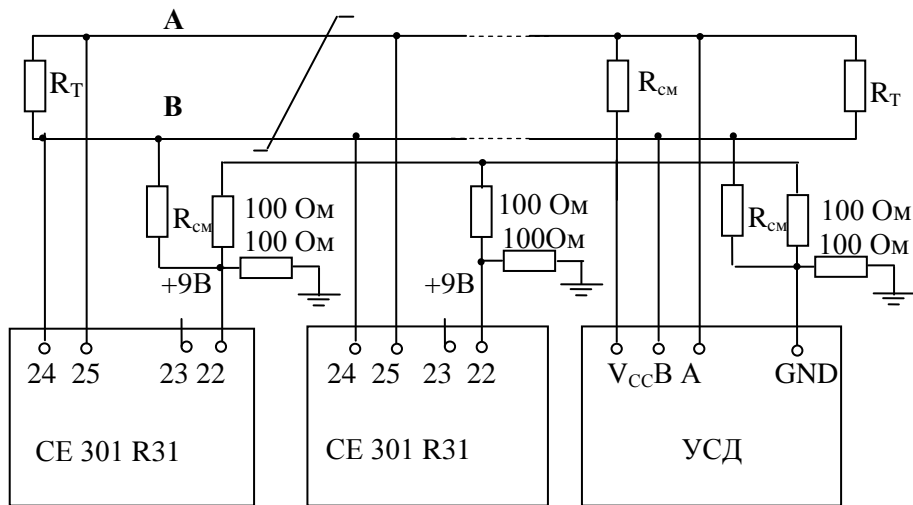 A
R_T
R_см
R_T
B
R_см
100 Ом
100 Ом
+9В
100 Ом
100Ом
+9В
R_см
100 Ом
100 Ом
24 25 23 22
24 25 23 22
V_CC B A GND
CE 301 R31
CE 301 R31
УСД